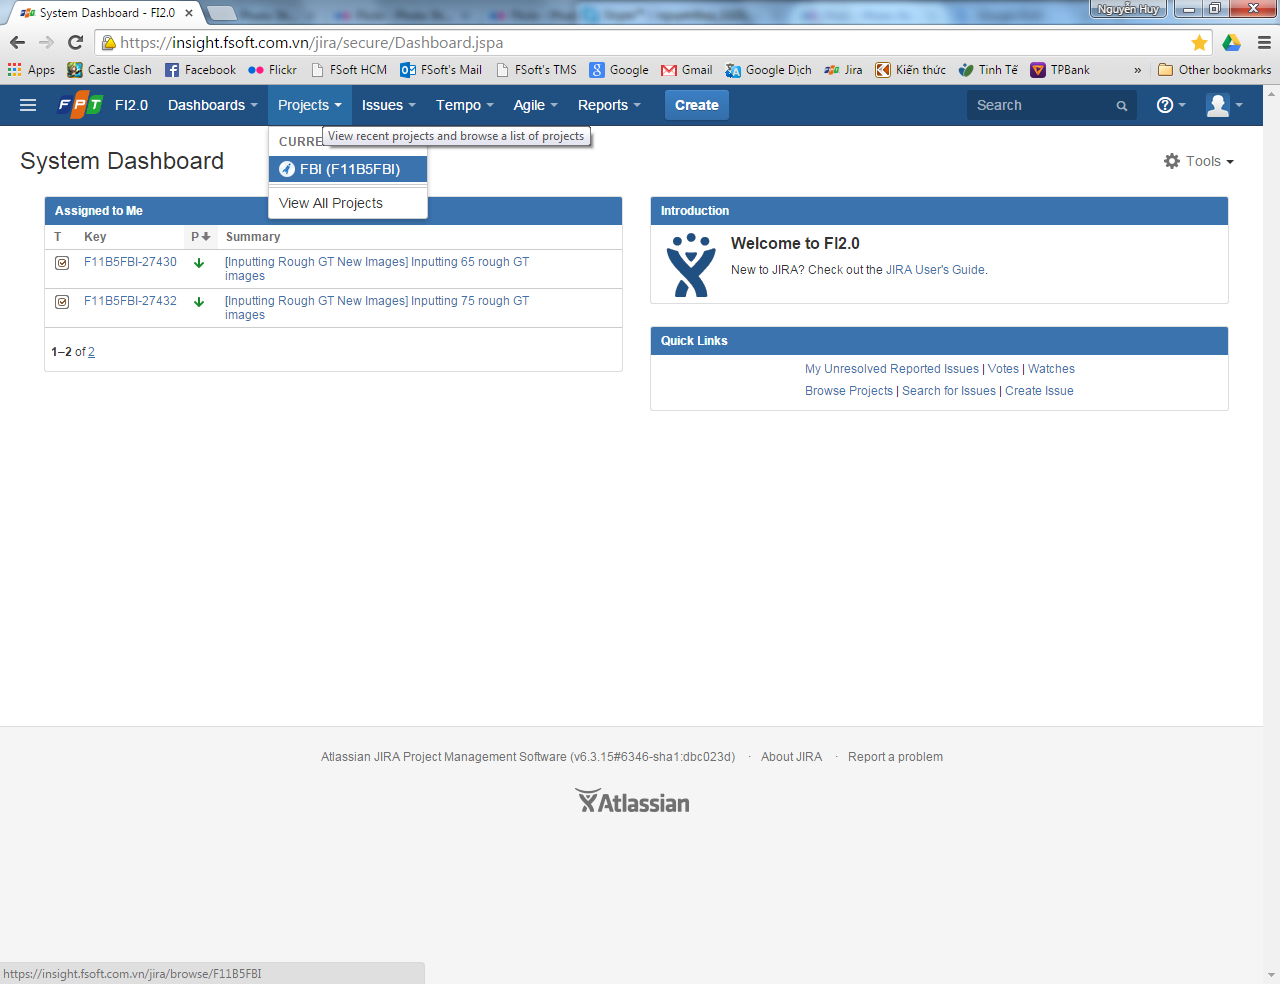 System Dashboard - FI2.0
Nguyễn Huy
https://insight.fsoft.com.vn/jira/secure/Dashboard.jspa
Apps Castle Clash Facebook Flickr FSoft HCM FSoft's Mail FSoft's TMS Google Gmail Google Dịch Jira Kiến thức Tinh Tế TPBank » Other bookmarks
FPT FI2.0 Dashboards Projects Issues Tempo Agile Reports Create Search
View recent projects and browse a list of projects
CURRE
FBI (F11B5FBI)
View All Projects
System Dashboard
Tools
Assigned to Me
T Key P Summary
F11B5FBI-27430 [Inputting Rough GT New Images] Inputting 65 rough GT
images
F11B5FBI-27432 [Inputting Rough GT New Images] Inputting 75 rough GT
images
1–2 of 2
Introduction
Welcome to FI2.0
New to JIRA? Check out the JIRA User's Guide.
Quick Links
My Unresolved Reported Issues | Votes | Watches
Browse Projects | Search for Issues | Create Issue
Atlassian JIRA Project Management Software (v6.3.15#6346-sha1:dbc023d) · About JIRA · Report a problem
Atlassian
https://insight.fsoft.com.vn/jira/browse/F11B5FBI